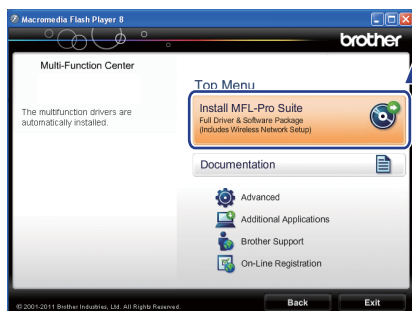 Macromedia Flash Player 8
brother
Multi-Function Center
The multifunction drivers are
automatically installed.
Top Menu
Install MFL-Pro Suite
Full Driver & Software Package
(Includes Wireless Network Setup)
Documentation
Advanced
Additional Applications
Brother Support
On-Line Registration
© 2001-2011 Brother Industries, Ltd. All Rights Reserved.
Back
Exit